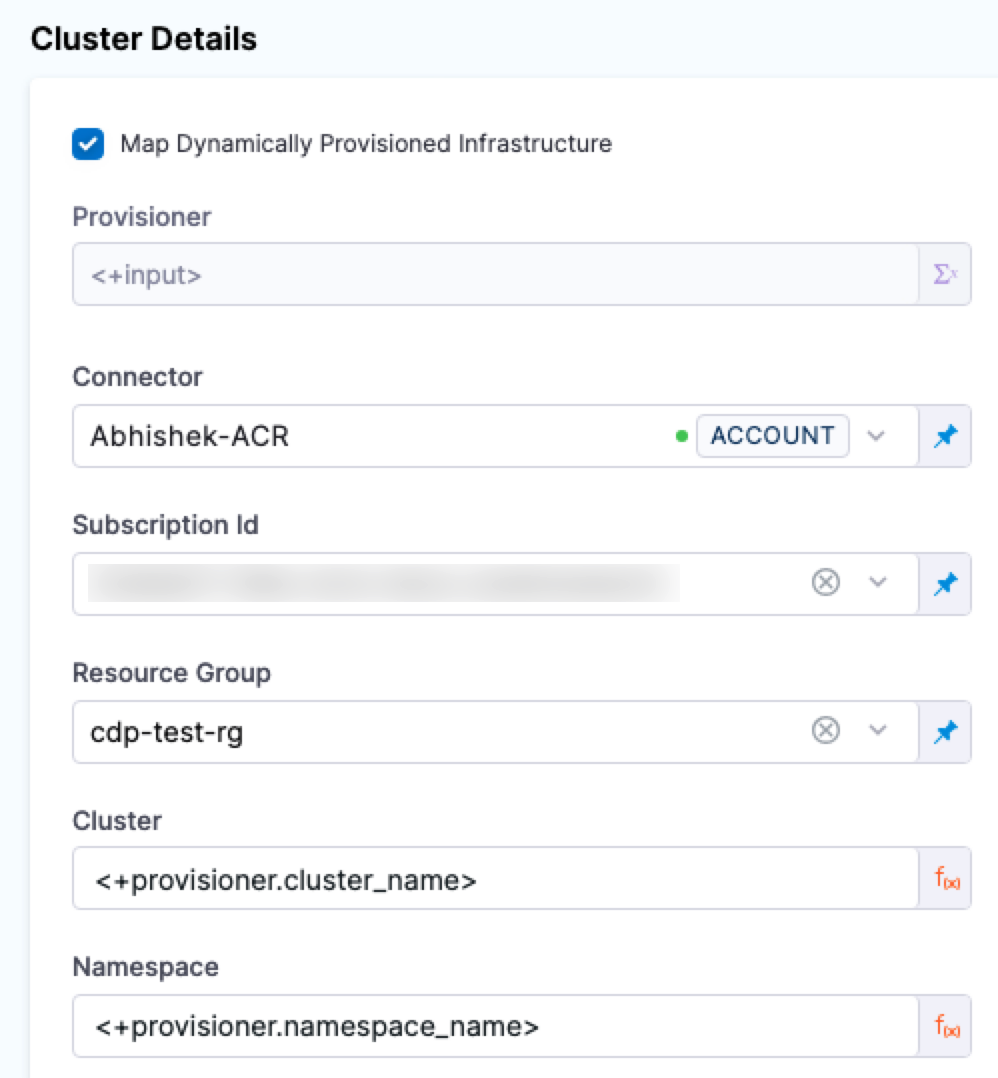 Cluster Details
Map Dynamically Provisioned Infrastructure
Provisioner
<+input>
Σx
Connector
Abhishek-ACR
ACCOUNT
Subscription Id
Resource Group
cdp-test-rg
Cluster
<+provisioner.cluster_name>
f(x)
Namespace
<+provisioner.namespace_name>
f(x)